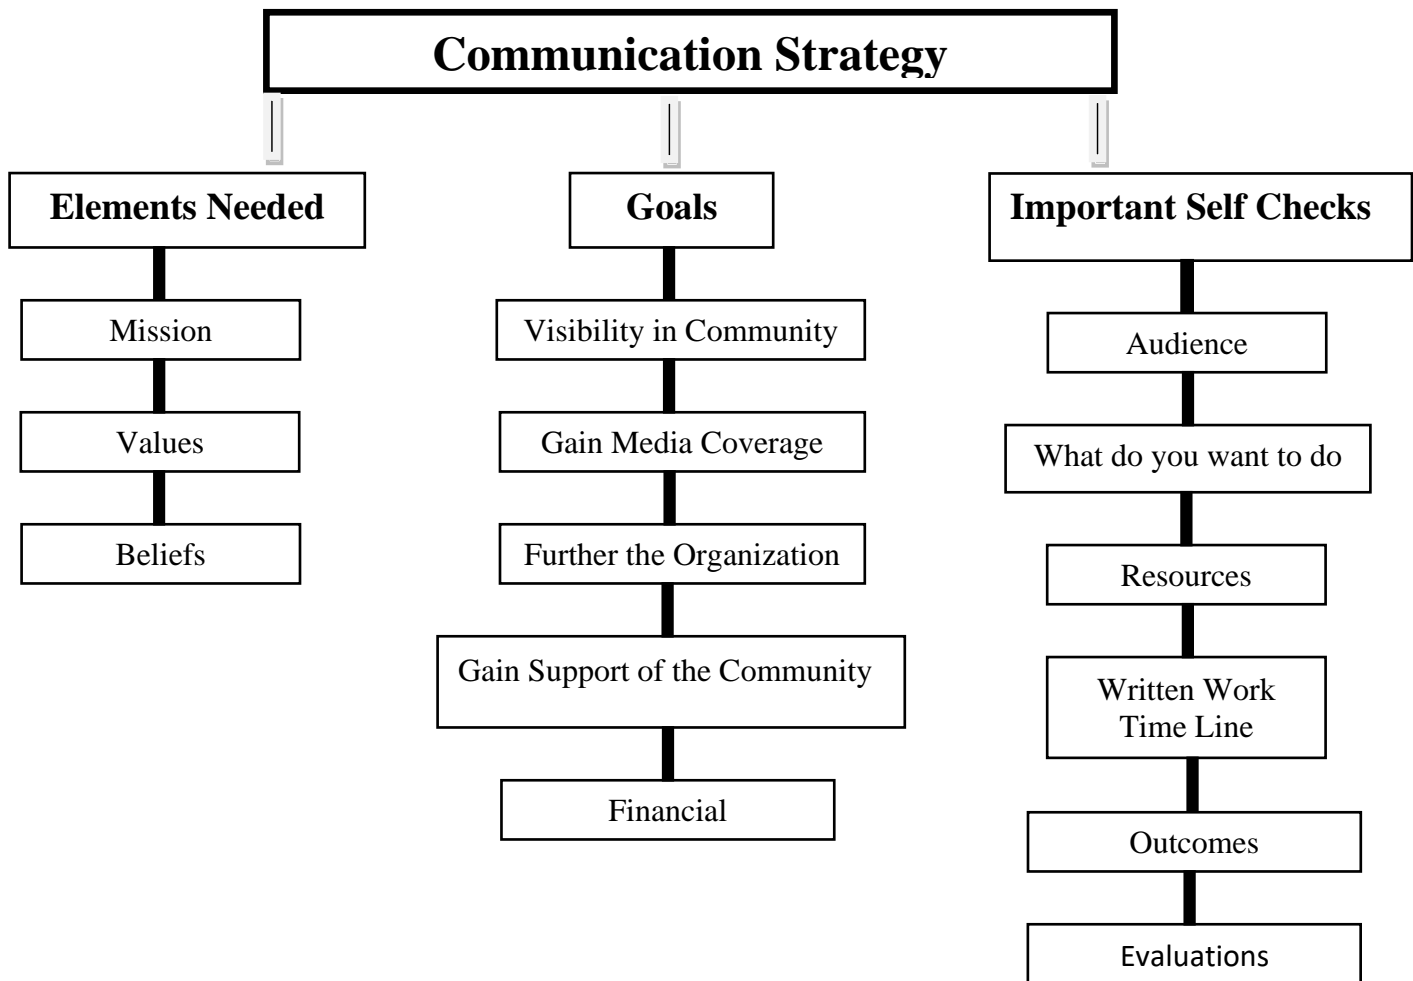 Communication Strategy
Elements Needed
Mission
Values
Beliefs
Goals
Visibility in Community
Gain Media Coverage
Further the Organization
Gain Support of the Community
Financial
Important Self Checks
Audience
What do you want to do
Resources
Written Work
Time Line
Outcomes
Evaluations